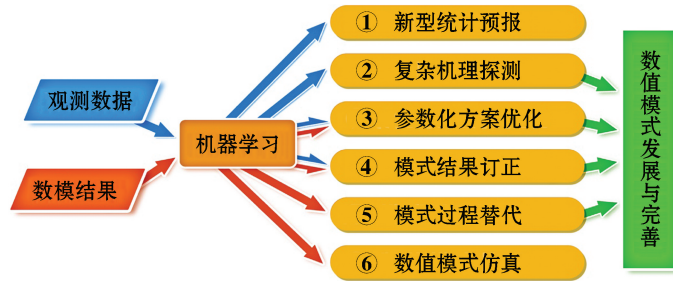 观测数据
数模结果
机器学习
① 新型统计预报
② 复杂机理探测
③ 参数化方案优化
④ 模式结果订正
⑤ 模式过程替代
⑥ 数值模式仿真
数值模式发展与完善